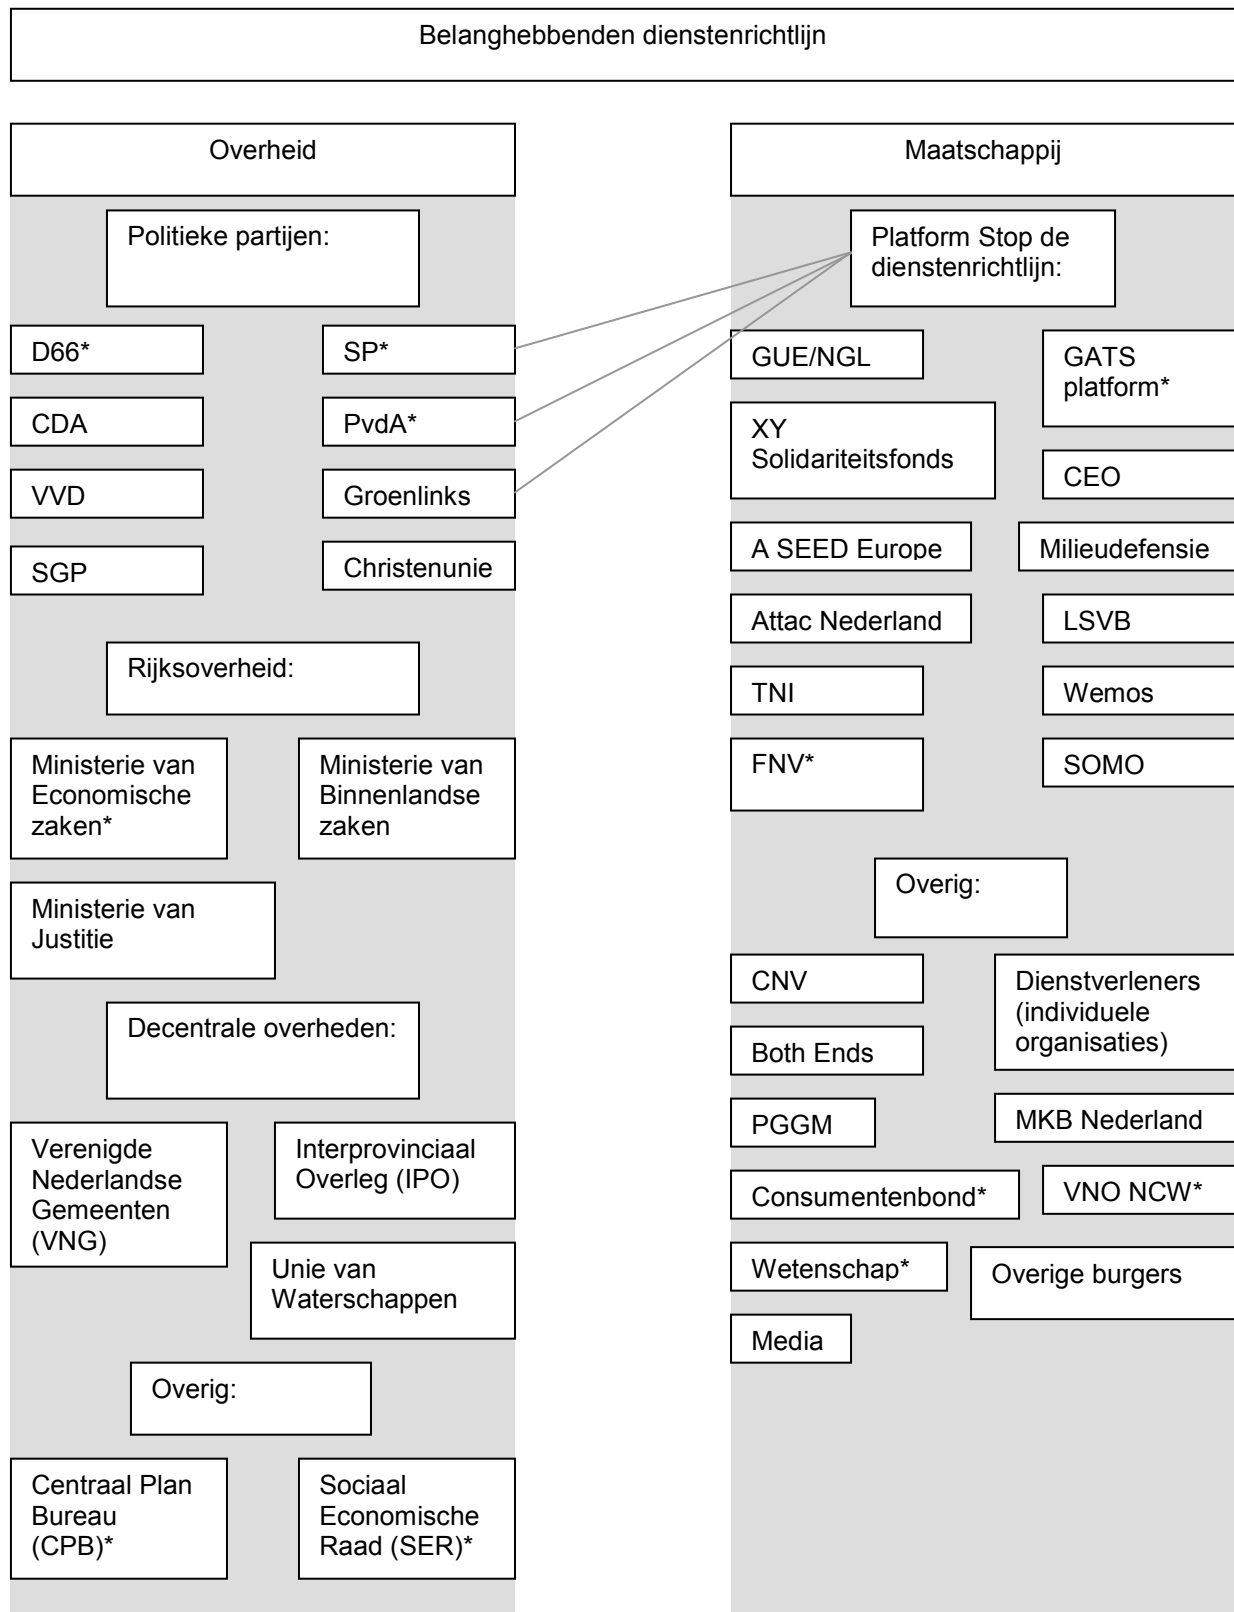 Belanghebbenden dienstenrichtlijn
Overheid
Politieke partijen:
D66*
SP*
CDA
PvdA*
VVD
Groenlinks
SGP
Christenunie
Rijksoverheid:
Ministerie van
Economische
zaken*
Ministerie van
Binnenlandse
zaken
Ministerie van
Justitie
Decentrale overheden:
Verenigde
Nederlandse
Gemeenten
(VNG)
Interprovinciaal
Overleg (IPO)
Unie van
Waterschappen
Overig:
Centraal Plan
Bureau
(CPB)*
Sociaal
Economische
Raad (SER)*
Maatschappij
Platform Stop de
dienstenrichtlijn:
GUE/NGL
GATS
platform*
XY
Solidariteitsfonds
CEO
A SEED Europe
Milieudefensie
Attac Nederland
LSVB
TNI
Wemos
FNV*
SOMO
Overig:
CNV
Dienstverleners
(individuele
organisaties)
Both Ends
PGGM
MKB Nederland
Consumentenbond*
VNO NCW*
Wetenschap*
Overige burgers
Media